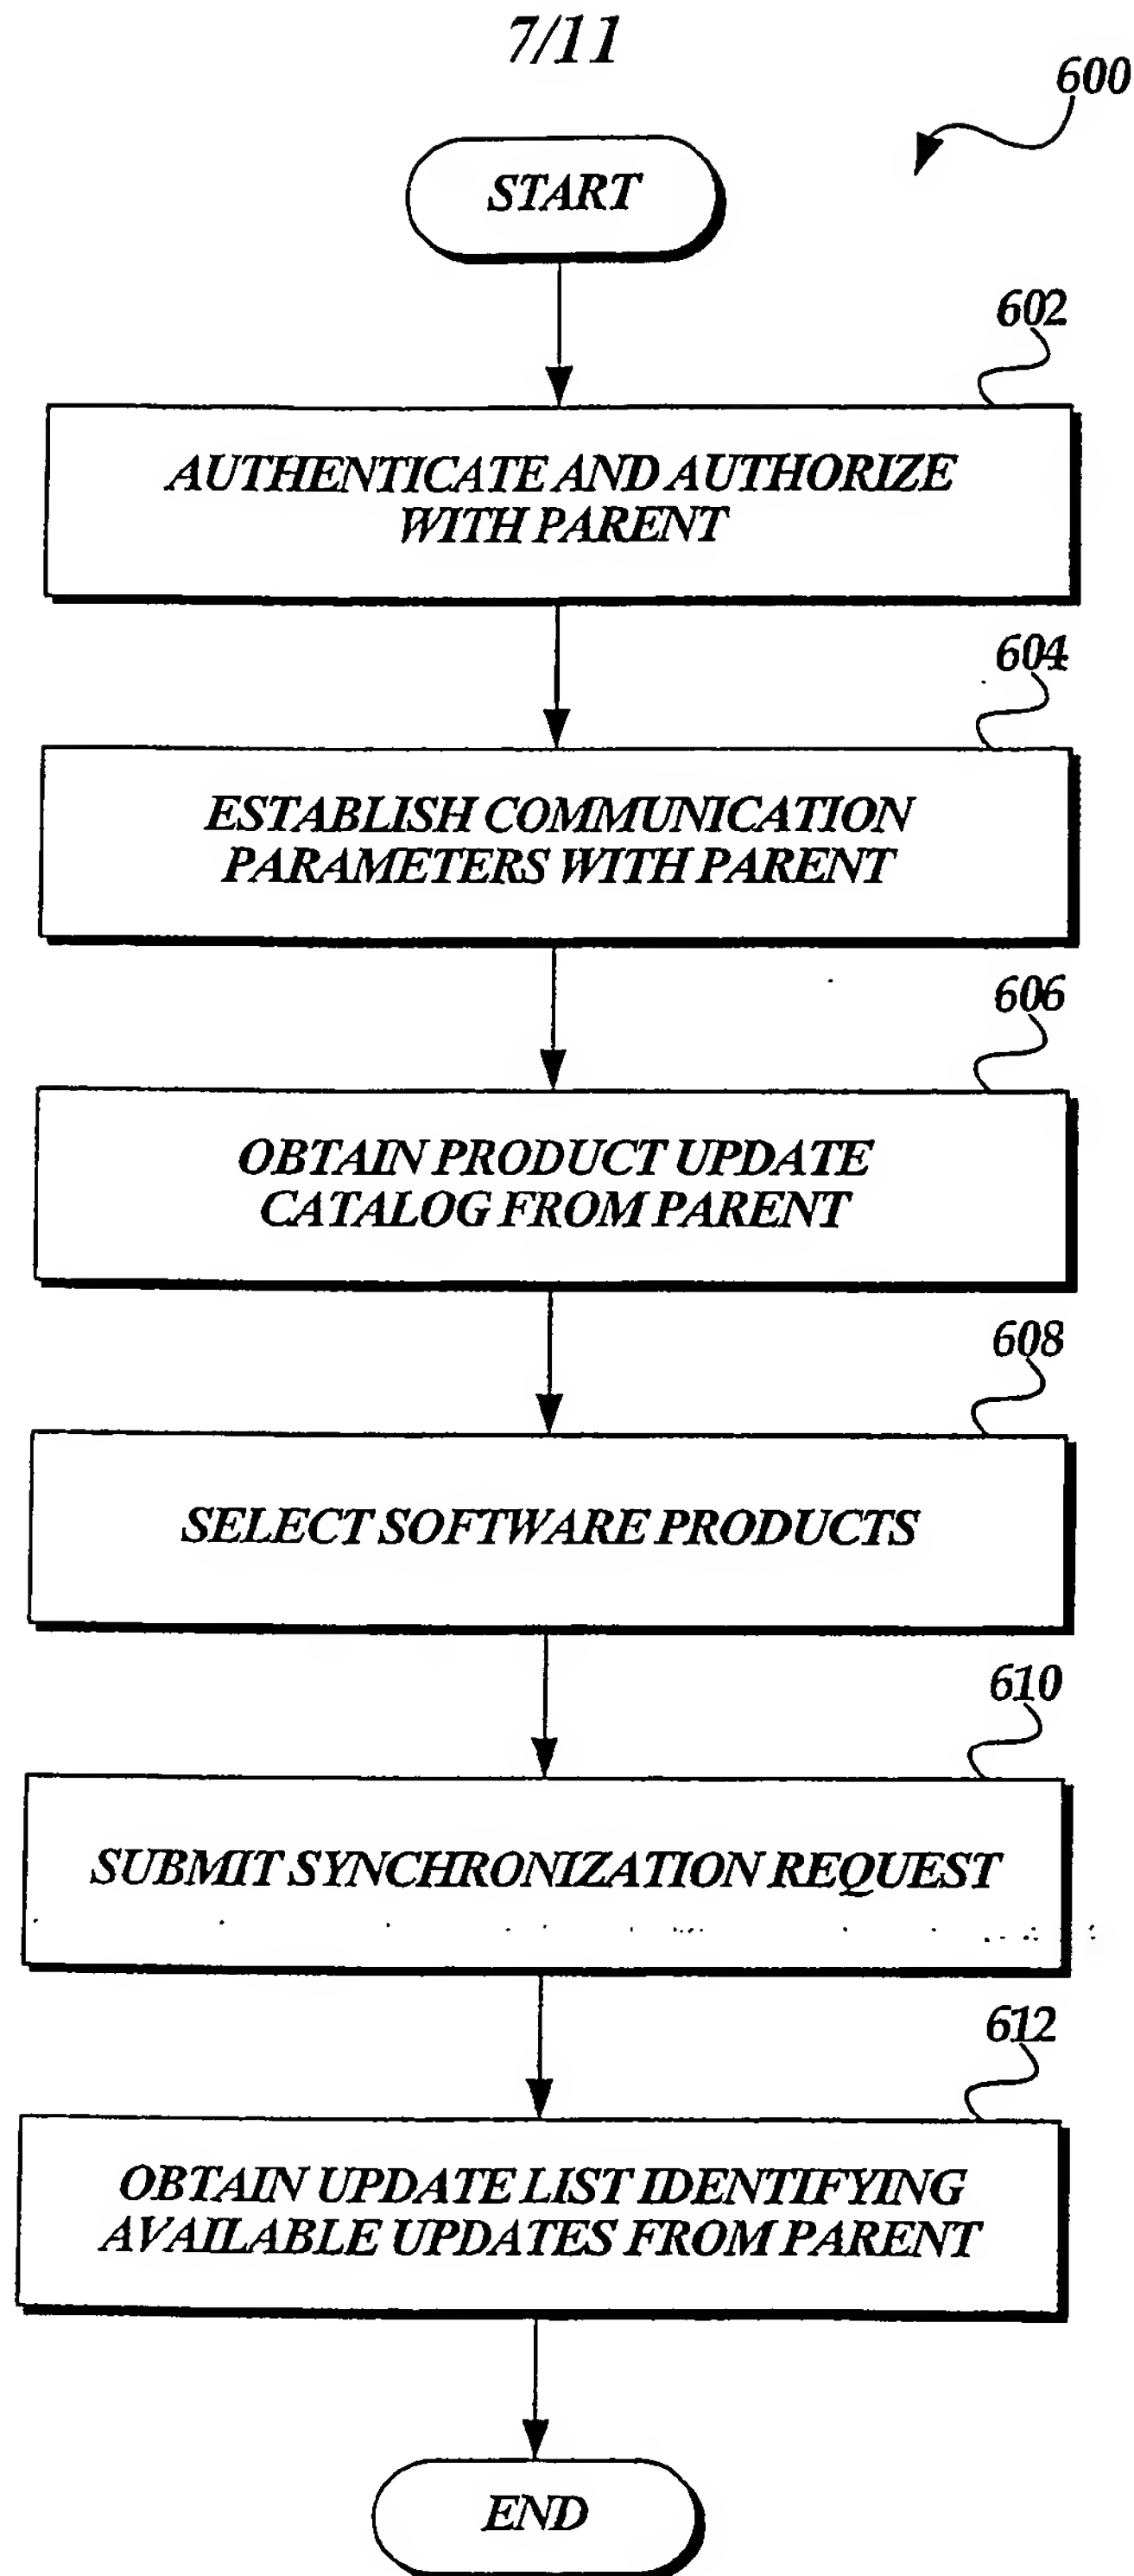 7/11
600
START
602
AUTHENTICATE AND AUTHORIZE
WITH PARENT
604
ESTABLISH COMMUNICATION
PARAMETERS WITH PARENT
606
OBTAIN PRODUCT UPDATE
CATALOG FROM PARENT
608
SELECT SOFTWARE PRODUCTS
610
SUBMIT SYNCHRONIZATION REQUEST
612
OBTAIN UPDATE LIST IDENTIFYING
AVAILABLE UPDATES FROM PARENT
END